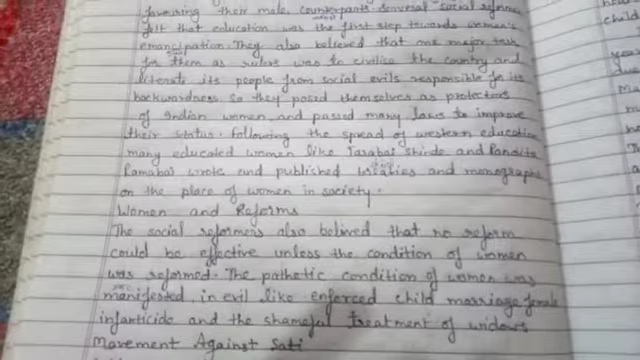 favouring their male counterparts. several social reformers
felt that education was the first step towards women's
emancipation. They also believed that one major task
for them as rulers was to civilise the country and
liberate its people from social evils responsible for its
backwardness. So they posed themselves as protectors
of Indian women and passed many laws to improve
their status. Following the spread of western education
many educated women like Tarabai Shinde and Pandita
Ramabai wrote and published treaties and monographs
on the place of women in society.
Women and Reforms
The social reformers also belived that no reform
could be effective unless the condition of women
was reformed. The pathetic condition of women was
manifested in evil like enforced child marriage, female
infanticide and the shameful treatment of widows
Movement Against Sati
child